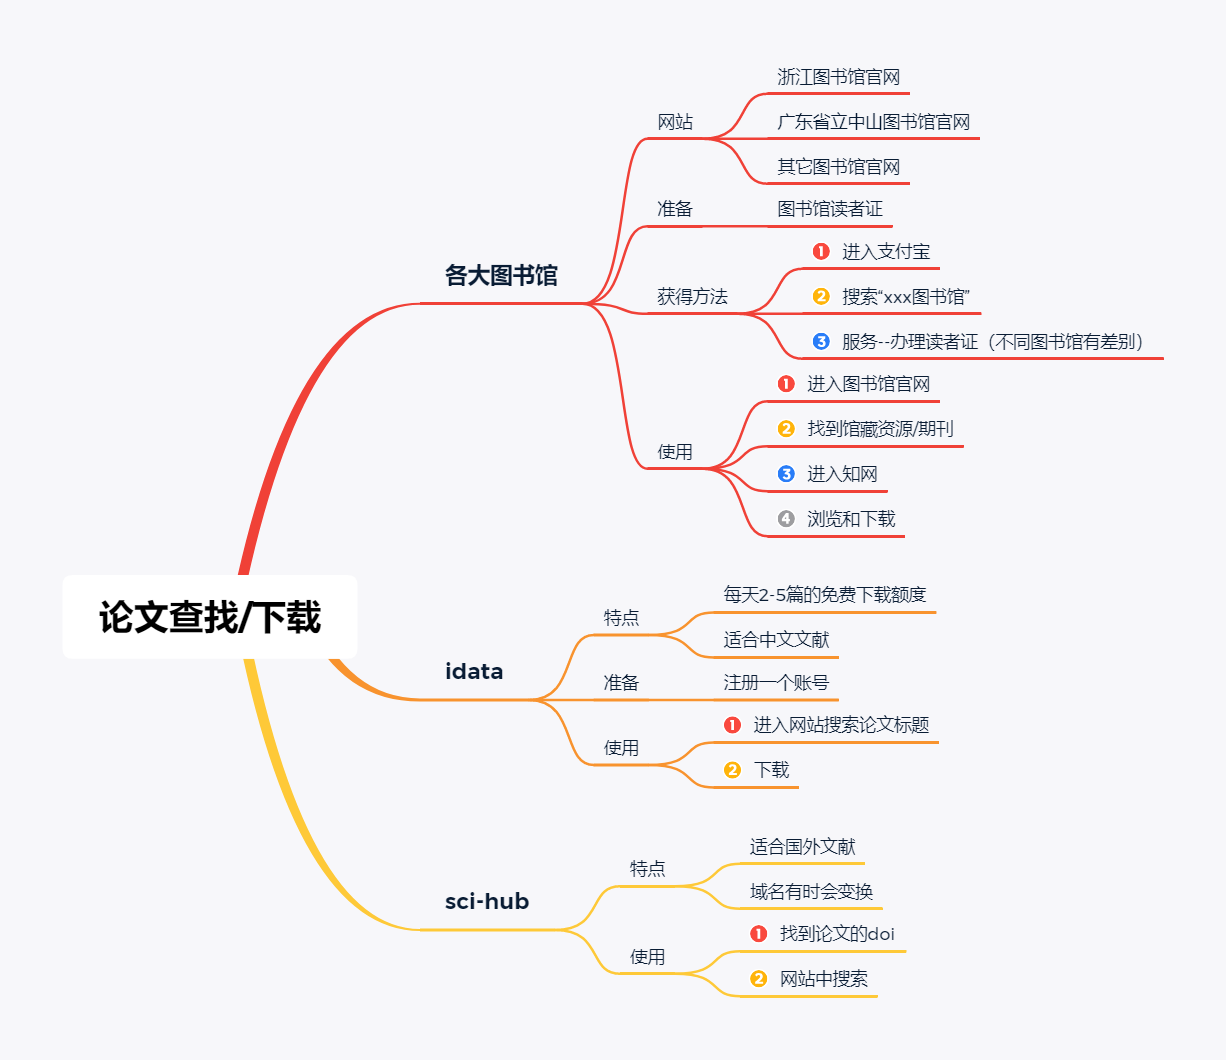 论文查找/下载
各大图书馆
网站
浙江图书馆官网
广东省立中山图书馆官网
其它图书馆官网
准备
图书馆读者证
获得方法
1 进入支付宝
2 搜索“xxx图书馆”
3 服务--办理读者证（不同图书馆有差别）
使用
1 进入图书馆官网
2 找到馆藏资源/期刊
3 进入知网
4 浏览和下载
idata
特点
每天2-5篇的免费下载额度
适合中文文献
准备
注册一个账号
使用
1 进入网站搜索论文标题
2 下载
sci-hub
特点
适合国外文献
域名有时会变换
使用
1 找到论文的doi
2 网站中搜索